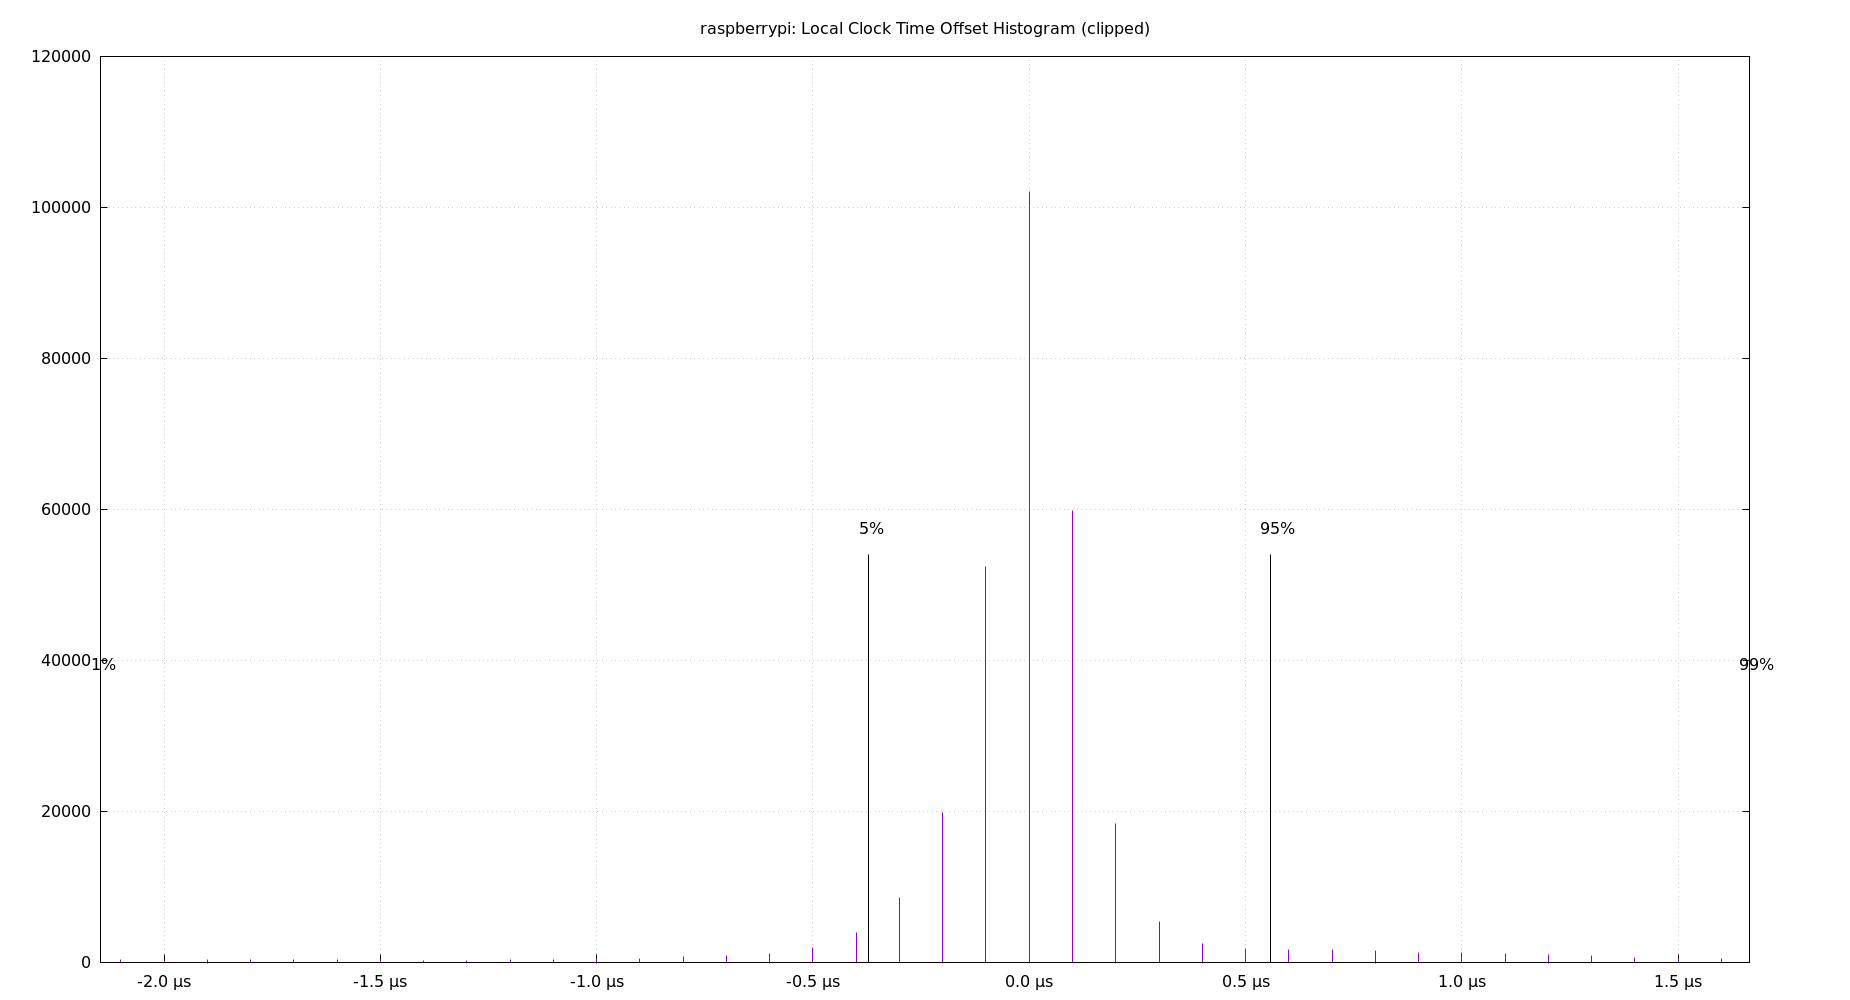 raspberrypi: Local Clock Time Offset Histogram (clipped)
120000
100000
80000
60000
5%
95%
40000
1%
99%
20000
0
-2.0 µs
-1.5 µs
-1.0 µs
-0.5 µs
0.0 µs
0.5 µs
1.0 µs
1.5 µs